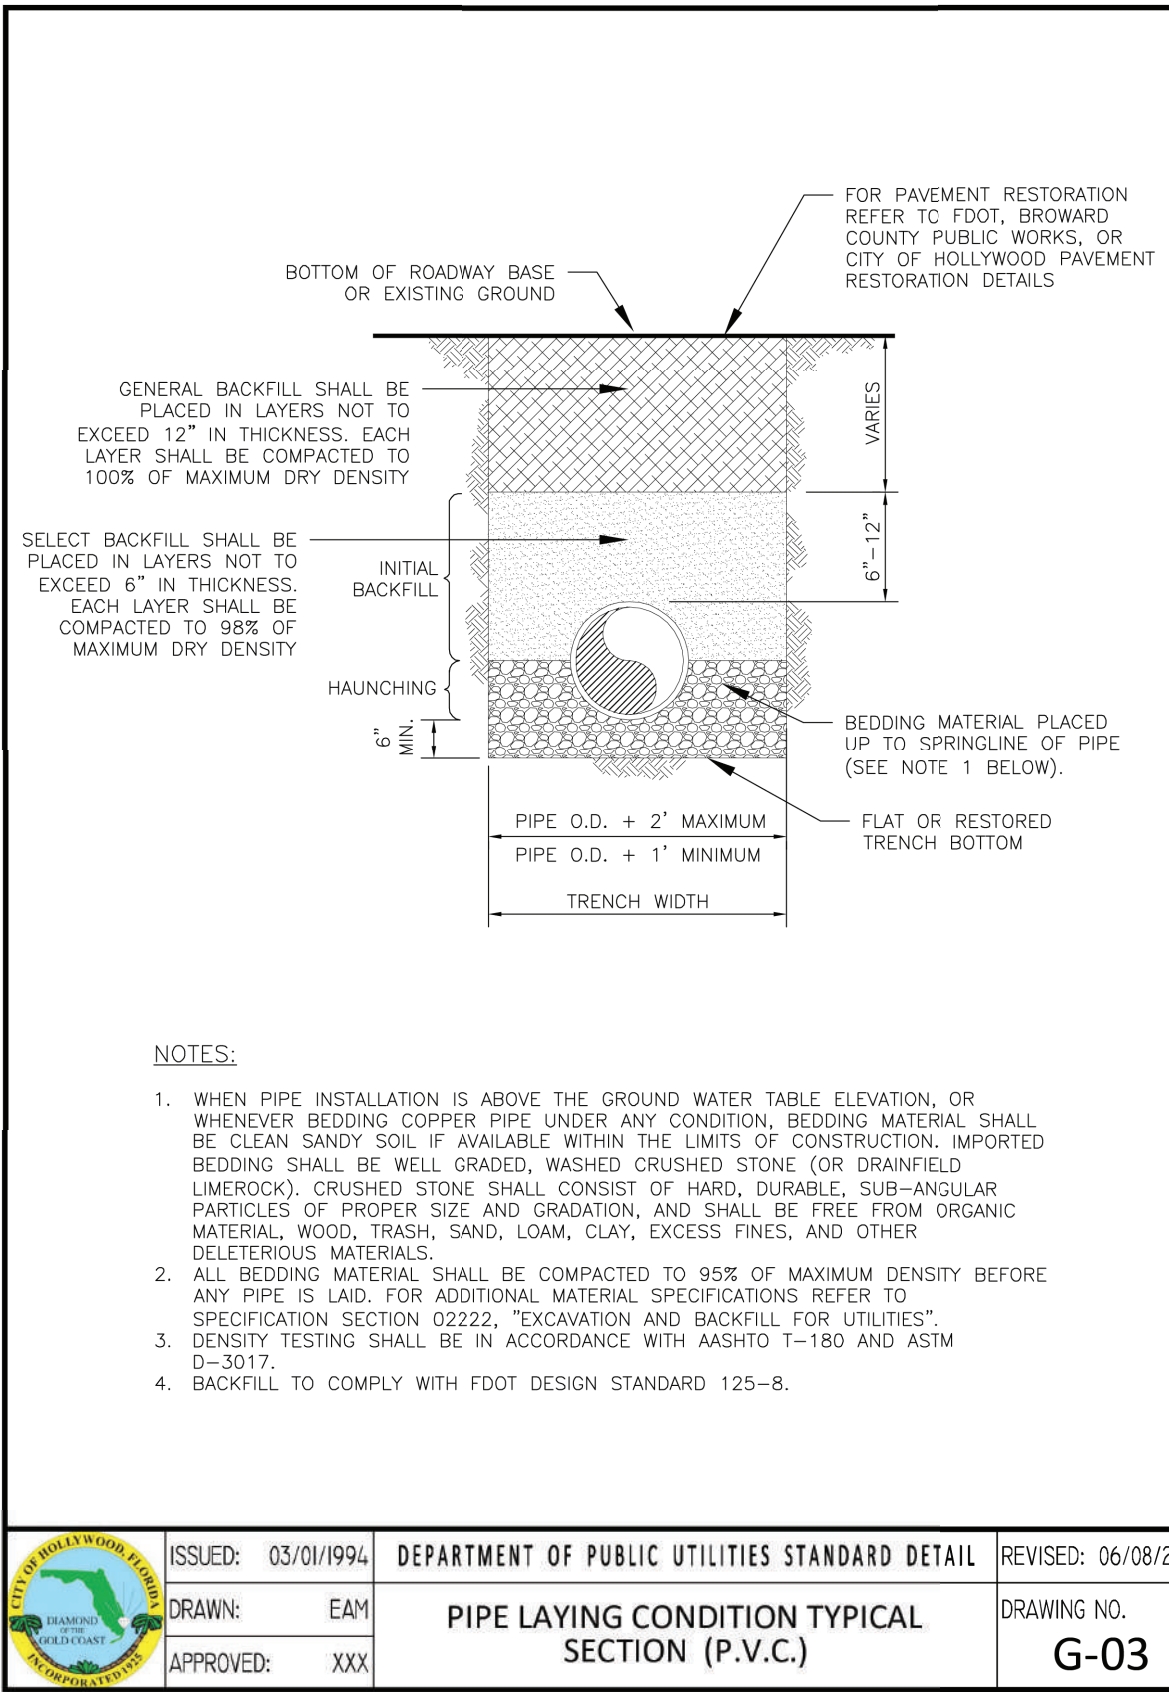 FOR PAVEMENT RESTORATION
REFER TO FDOT, BROWARD
COUNTY PUBLIC WORKS, OR
CITY OF HOLLYWOOD PAVEMENT
RESTORATION DETAILS
BOTTOM OF ROADWAY BASE
OR EXISTING GROUND
GENERAL BACKFILL SHALL BE
PLACED IN LAYERS NOT TO
EXCEED 12" IN THICKNESS. EACH
LAYER SHALL BE COMPACTED TO
100% OF MAXIMUM DRY DENSITY
VARIES
SELECT BACKFILL SHALL BE
PLACED IN LAYERS NOT TO
EXCEED 6" IN THICKNESS.
EACH LAYER SHALL BE
COMPACTED TO 98% OF
MAXIMUM DRY DENSITY
INITIAL
BACKFILL
6"-12"
HAUNCHING
6"
MIN.
BEDDING MATERIAL PLACED
UP TO SPRINGLINE OF PIPE
(SEE NOTE 1 BELOW).
FLAT OR RESTORED
TRENCH BOTTOM
PIPE O.D. + 2' MAXIMUM
PIPE O.D. + 1' MINIMUM
TRENCH WIDTH
NOTES:
1. WHEN PIPE INSTALLATION IS ABOVE THE GROUND WATER TABLE ELEVATION, OR
WHENEVER BEDDING COPPER PIPE UNDER ANY CONDITION, BEDDING MATERIAL SHALL
BE CLEAN SANDY SOIL IF AVAILABLE WITHIN THE LIMITS OF CONSTRUCTION. IMPORTED
BEDDING SHALL BE WELL GRADED, WASHED CRUSHED STONE (OR DRAINFIELD
LIMEROCK). CRUSHED STONE SHALL CONSIST OF HARD, DURABLE, SUB-ANGULAR
PARTICLES OF PROPER SIZE AND GRADATION, AND SHALL BE FREE FROM ORGANIC
MATERIAL, WOOD, TRASH, SAND, LOAM, CLAY, EXCESS FINES, AND OTHER
DELETERIOUS MATERIALS.
2. ALL BEDDING MATERIAL SHALL BE COMPACTED TO 95% OF MAXIMUM DENSITY BEFORE
ANY PIPE IS LAID. FOR ADDITIONAL MATERIAL SPECIFICATIONS REFER TO
SPECIFICATION SECTION 02222, "EXCAVATION AND BACKFILL FOR UTILITIES".
3. DENSITY TESTING SHALL BE IN ACCORDANCE WITH AASHTO T-180 AND ASTM
D-3017.
4. BACKFILL TO COMPLY WITH FDOT DESIGN STANDARD 125-8.
CITY OF HOLLYWOOD, FLORIDA
DIAMOND
OF THE
GOLD COAST
INCORPORATED 1925
ISSUED: 03/01/1994
DRAWN: EAM
APPROVED: XXX
DEPARTMENT OF PUBLIC UTILITIES STANDARD DETAIL
PIPE LAYING CONDITION TYPICAL
SECTION (P.V.C.)
REVISED: 06/08/2
DRAWING NO.
G-03